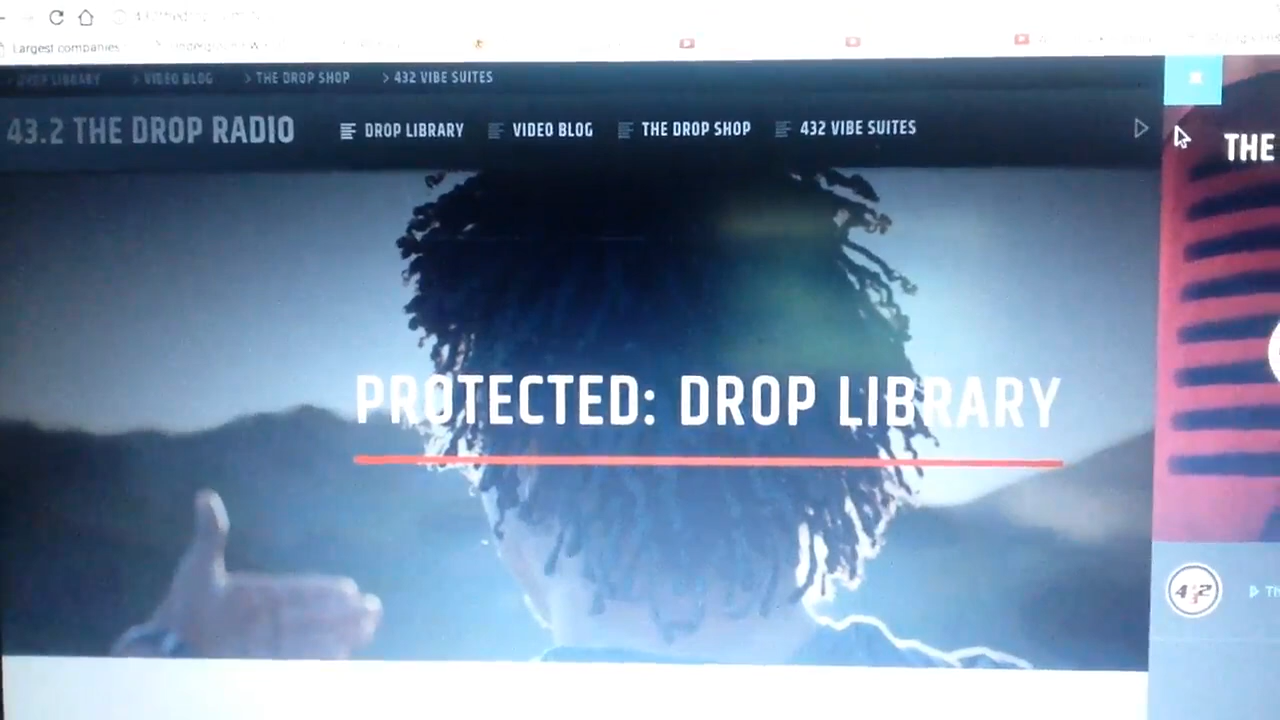 Largest companies
> DROP LIBRARY > VIDEO BLOG > THE DROP SHOP > 432 VIBE SUITES
43.2 THE DROP RADIO DROP LIBRARY VIDEO BLOG THE DROP SHOP 432 VIBE SUITES
THE
PROTECTED: DROP LIBRARY
432